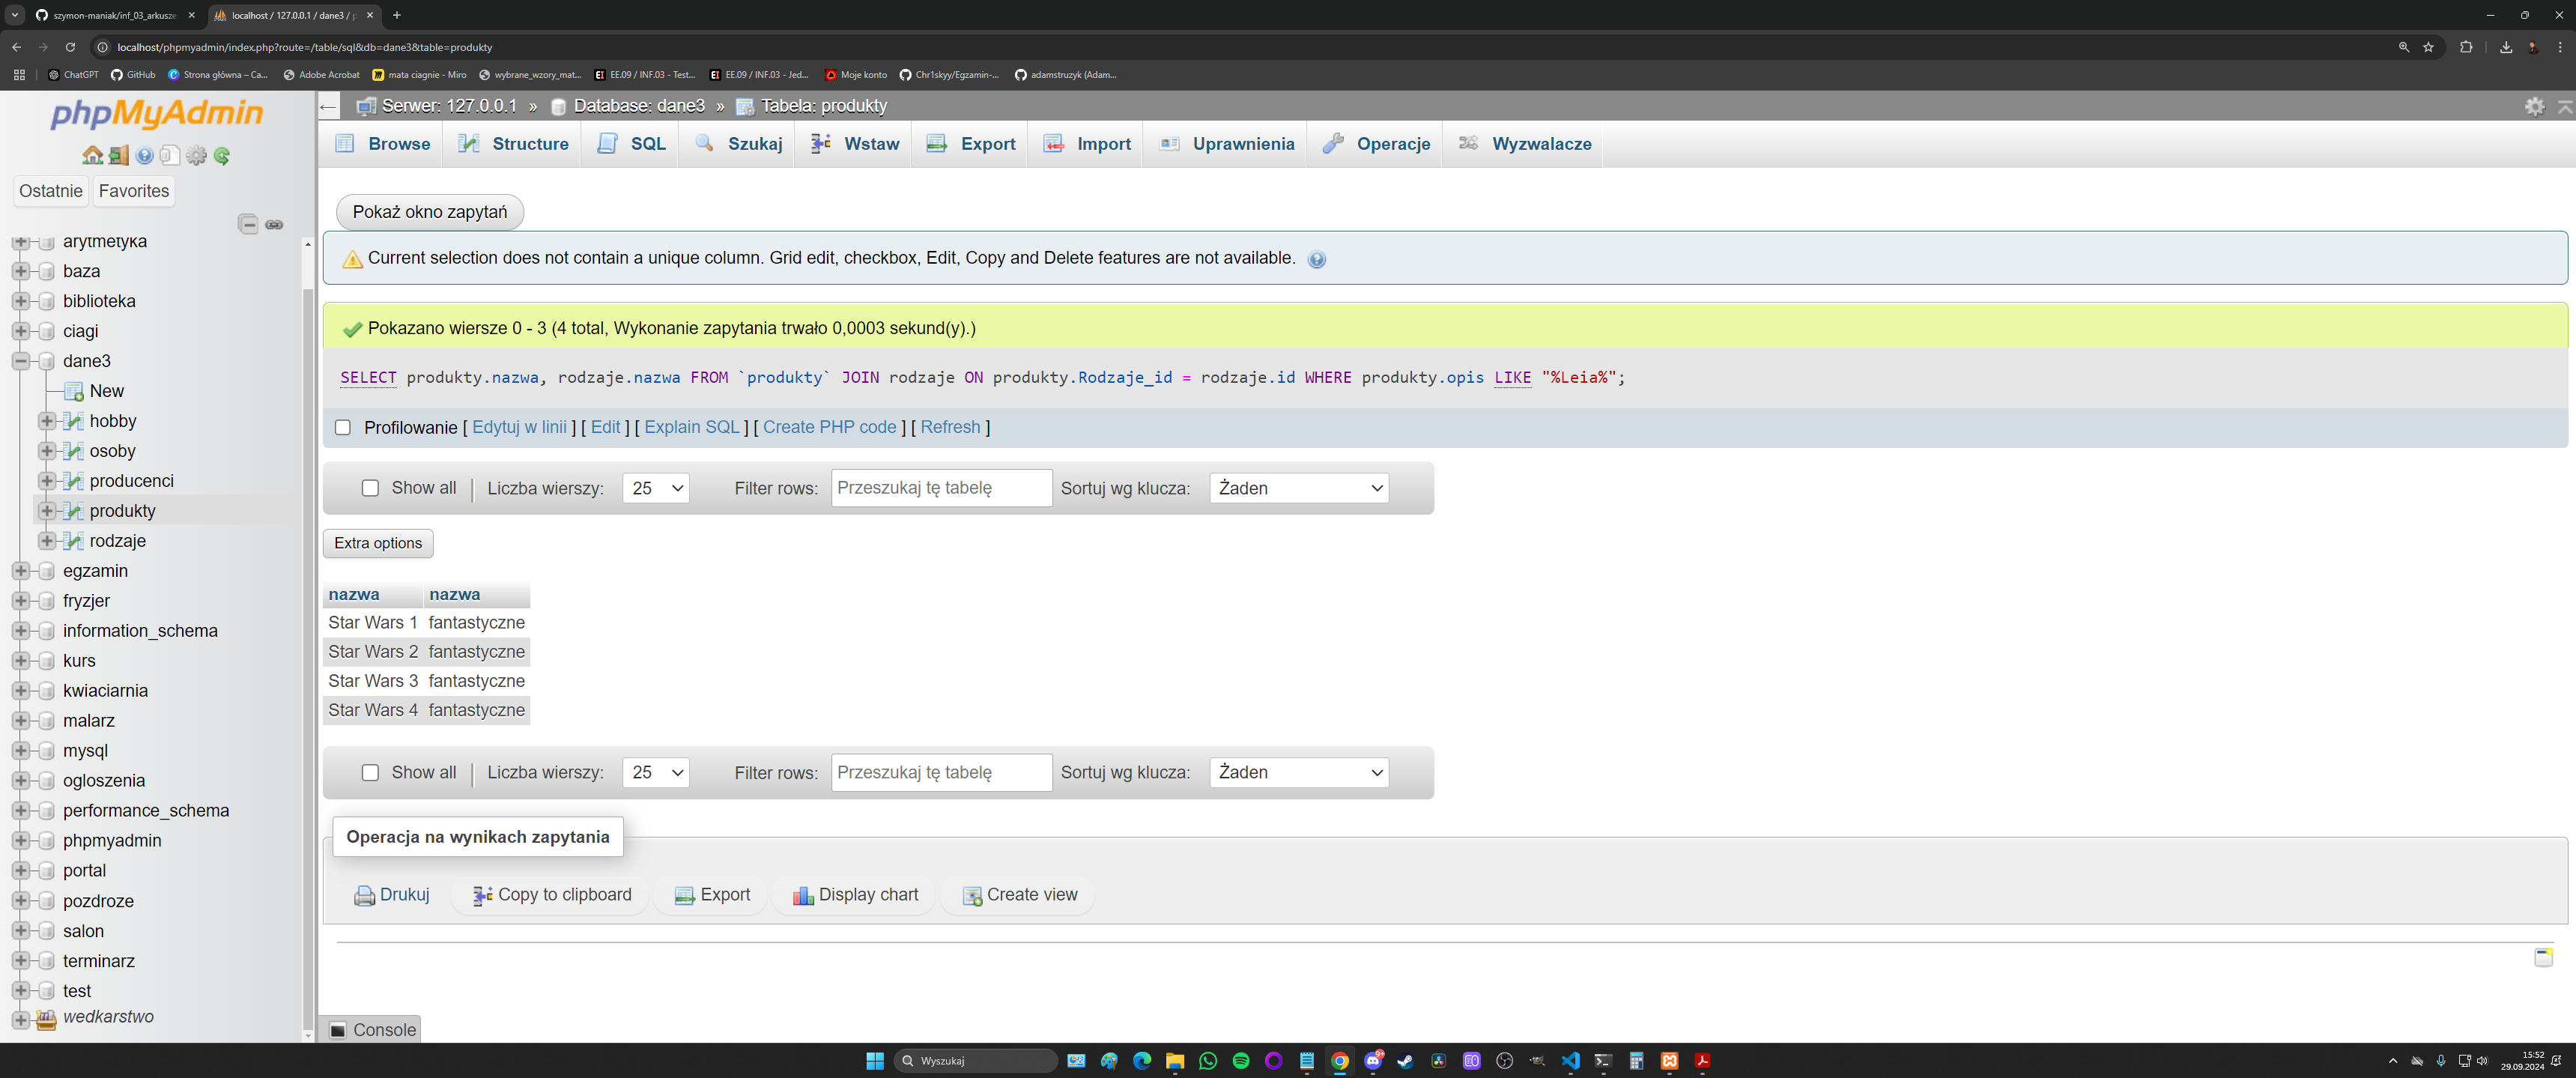 szymon-maniak/inf_03_arkusze
localhost / 127.0.0.1 / dane3 / p
localhost/phpmyadmin/index.php?route=/table/sql&db=dane3&table=produkty
ChatGPT
GitHub
Strona główna – Ca...
Adobe Acrobat
mata ciagnie - Miro
wybrane_wzory_mat...
EE.09 / INF.03 - Test...
EE.09 / INF.03 - Jed...
Moje konto
Chr1skyy/Egzamin-...
adamstruzyk (Adam...
phpMyAdmin
Ostatnie
Favorites
arytmetyka
baza
biblioteka
ciagi
dane3
New
hobby
osoby
producenci
produkty
rodzaje
egzamin
fryzjer
information_schema
kurs
kwiaciarnia
malarz
mysql
ogloszenia
performance_schema
phpmyadmin
portal
pozdroze
salon
terminarz
test
wedkarstwo
Serwer: 127.0.0.1 » Database: dane3 » Tabela: produkty
Browse
Structure
SQL
Szukaj
Wstaw
Export
Import
Uprawnienia
Operacje
Wyzwalacze
Pokaż okno zapytań
Current selection does not contain a unique column. Grid edit, checkbox, Edit, Copy and Delete features are not available.
Pokazano wiersze 0 - 3 (4 total, Wykonanie zapytania trwało 0,0003 sekund(y).)
SELECT produkty.nazwa, rodzaje.nazwa FROM `produkty` JOIN rodzaje ON produkty.Rodzaje_id = rodzaje.id WHERE produkty.opis LIKE "%Leia%";
Profilowanie [ Edytuj w linii ] [ Edit ] [ Explain SQL ] [ Create PHP code ] [ Refresh ]
Show all | Liczba wierszy: 25 Filter rows: Przeszukaj tę tabelę Sortuj wg klucza: Żaden
Extra options
nazwa nazwa
Star Wars 1 fantastyczne
Star Wars 2 fantastyczne
Star Wars 3 fantastyczne
Star Wars 4 fantastyczne
Show all | Liczba wierszy: 25 Filter rows: Przeszukaj tę tabelę Sortuj wg klucza: Żaden
Operacja na wynikach zapytania
Drukuj
Copy to clipboard
Export
Display chart
Create view
Console
Wyszukaj
15:52
29.09.2024